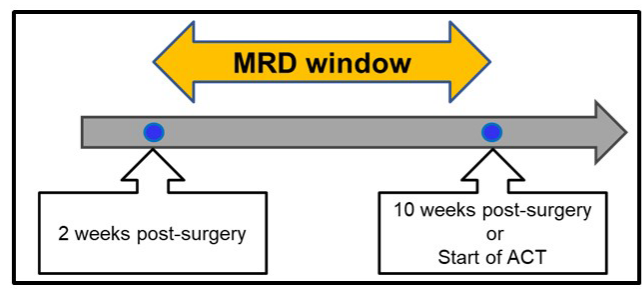 MRD window
2 weeks post-surgery
10 weeks post-surgery
or
Start of ACT